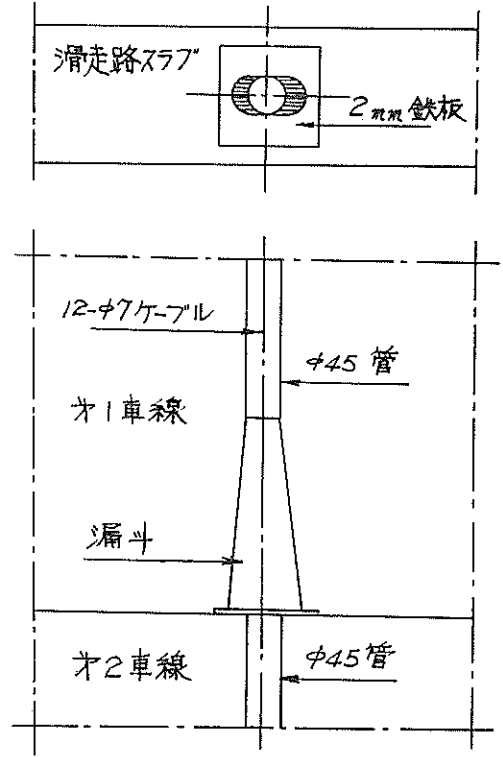 滑走路スラブ
2mm 鉄板
12-φ7ケーブル
φ45 管
才1車線
漏斗
才2車線
φ45管